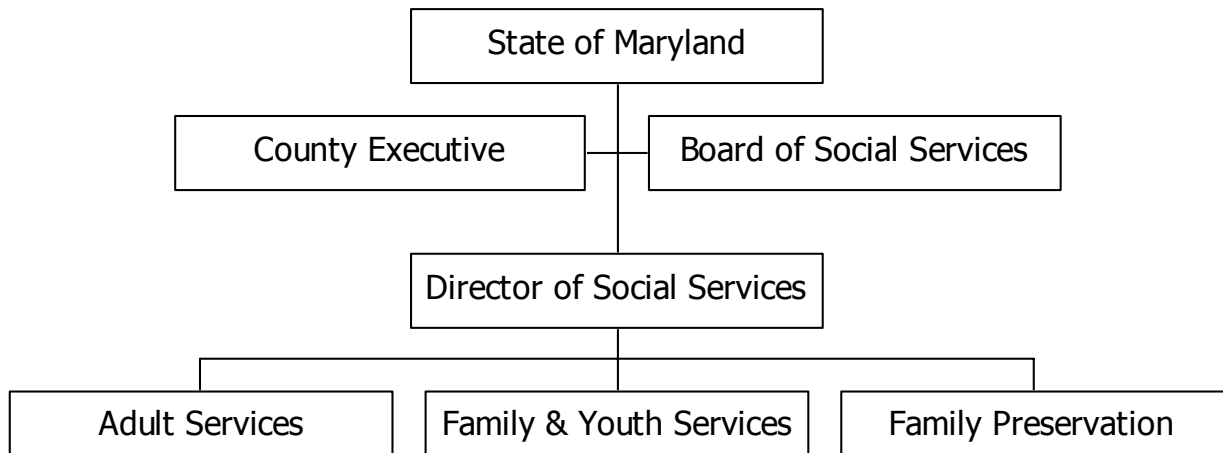 State of Maryland
County Executive
Board of Social Services
Director of Social Services
Adult Services
Family & Youth Services
Family Preservation